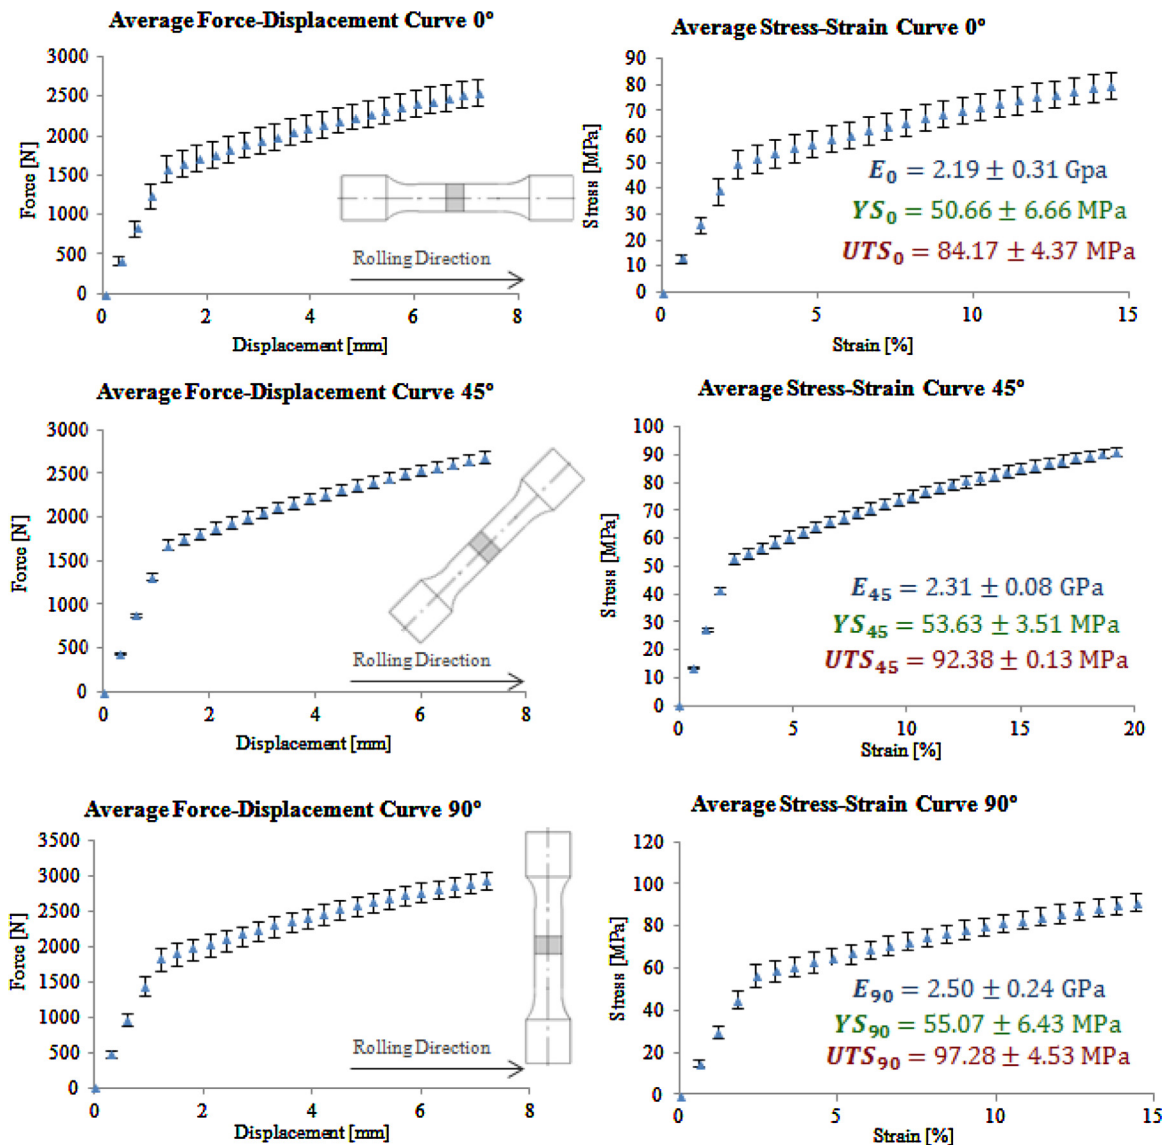 Average Force-Displacement Curve 0°
Force [N]
3000
2500
2000
1500
1000
500
0
0 2 4 6 8
Displacement [mm]
Rolling Direction
Average Stress-Strain Curve 0°
Stress [MPa]
90
80
70
60
50
40
30
20
10
0
5 10 15
Strain [%]
E0 = 2.19 ± 0.31 Gpa
YS0 = 50.66 ± 6.66 MPa
UTS0 = 84.17 ± 4.37 MPa
Average Force-Displacement Curve 45°
Force [N]
3000
2500
2000
1500
1000
500
0
0 2 4 6 8
Displacement [mm]
Rolling Direction
Average Stress-Strain Curve 45°
Stress [MPa]
100
90
80
70
60
50
40
30
20
10
0
0 5 10 15 20
Strain [%]
E45 = 2.31 ± 0.08 GPa
YS45 = 53.63 ± 3.51 MPa
UTS45 = 92.38 ± 0.13 MPa
Average Force-Displacement Curve 90°
Force [N]
3500
3000
2500
2000
1500
1000
500
0
0 2 4 6 8
Displacement [mm]
Rolling Direction
Average Stress-Strain Curve 90°
Stress [MPa]
120
100
80
60
40
20
0
0 5 10 15
Strain [%]
E90 = 2.50 ± 0.24 GPa
YS90 = 55.07 ± 6.43 MPa
UTS90 = 97.28 ± 4.53 MPa